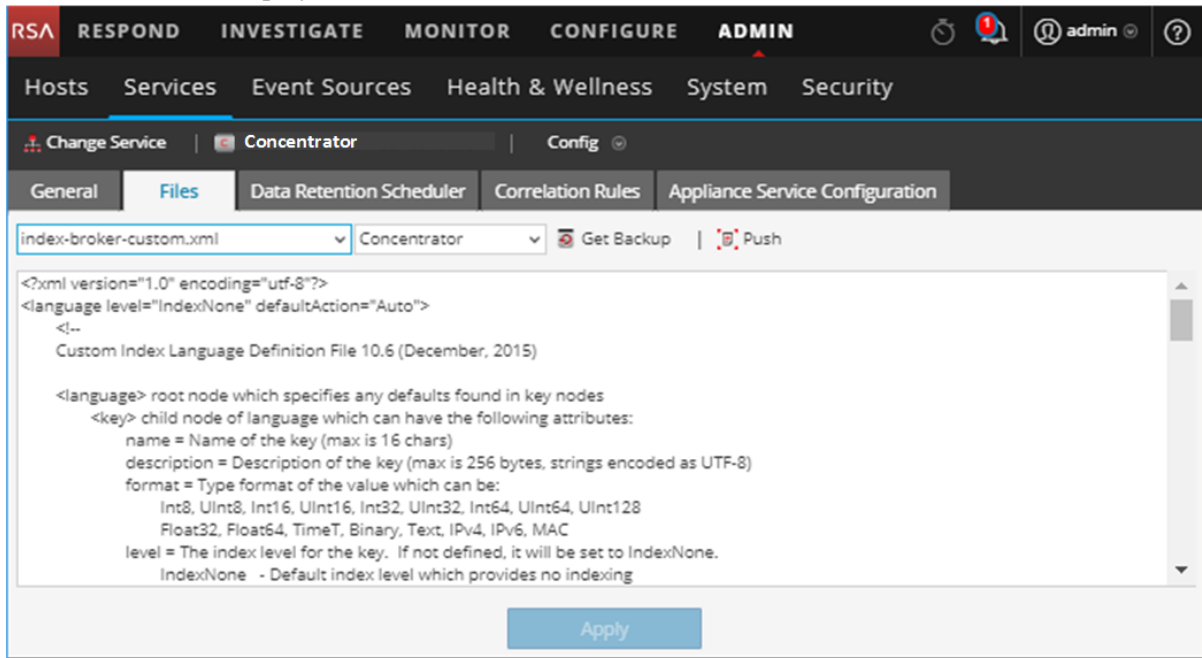 RSA RESPOND INVESTIGATE MONITOR CONFIGURE ADMIN 1 admin ?
Hosts Services Event Sources Health & Wellness System Security
Change Service | C Concentrator | Config
General Files Data Retention Scheduler Correlation Rules Appliance Service Configuration
index-broker-custom.xml Concentrator Get Backup | Push
<?xml version="1.0" encoding="utf-8"?>
<language level="IndexNone" defaultAction="Auto">
<!--
Custom Index Language Definition File 10.6 (December, 2015)
<language> root node which specifies any defaults found in key nodes
<key> child node of language which can have the following attributes:
name = Name of the key (max is 16 chars)
description = Description of the key (max is 256 bytes, strings encoded as UTF-8)
format = Type format of the value which can be:
Int8, UInt8, Int16, UInt16, Int32, UInt32, Int64, UInt64, UInt128
Float32, Float64, TimeT, Binary, Text, IPv4, IPv6, MAC
level = The index level for the key. If not defined, it will be set to IndexNone.
IndexNone - Default index level which provides no indexing
Apply